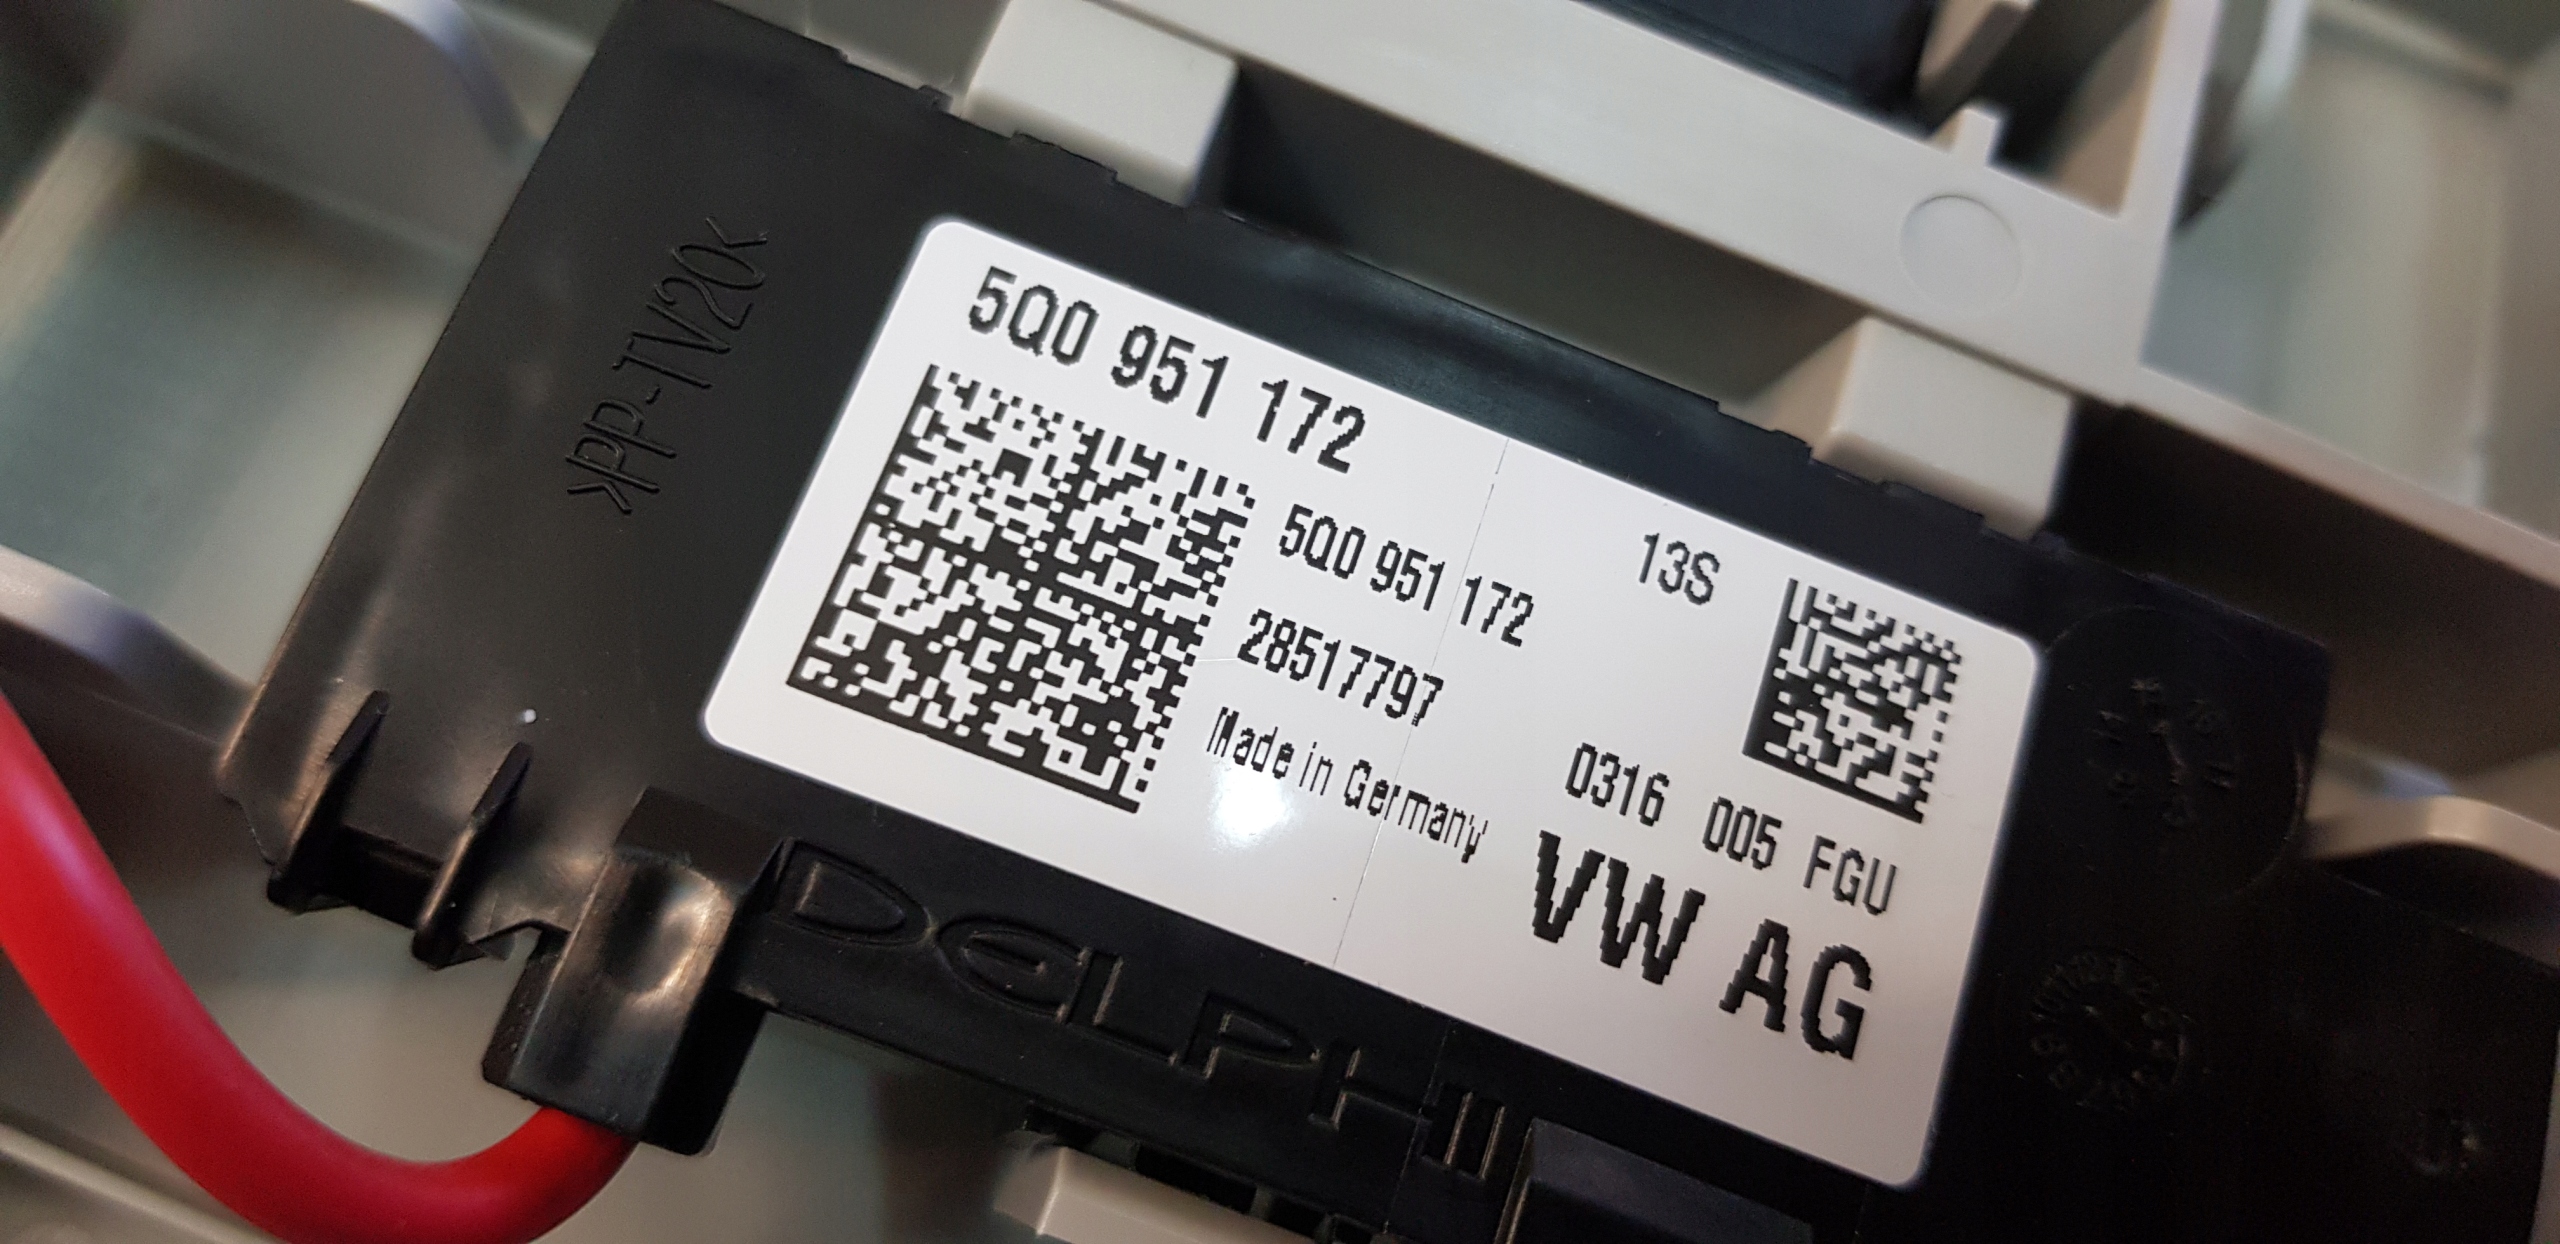 >PP-TV20<
5Q0 951 172
5Q0 951 172
13S
28517797
Made in Germany
0316 005 FGU
VW AG
DELPHI